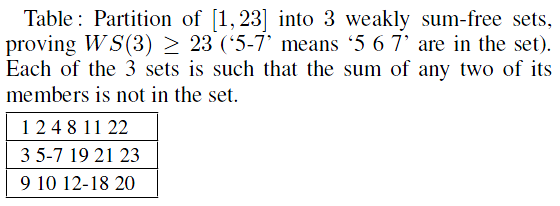 Table: Partition of [1, 23] into 3 weakly sum-free sets,
proving WS(3) ≥ 23 (‘5-7’ means ‘5 6 7’ are in the set).
Each of the 3 sets is such that the sum of any two of its
members is not in the set.
1 2 4 8 11 22
3 5-7 19 21 23
9 10 12-18 20